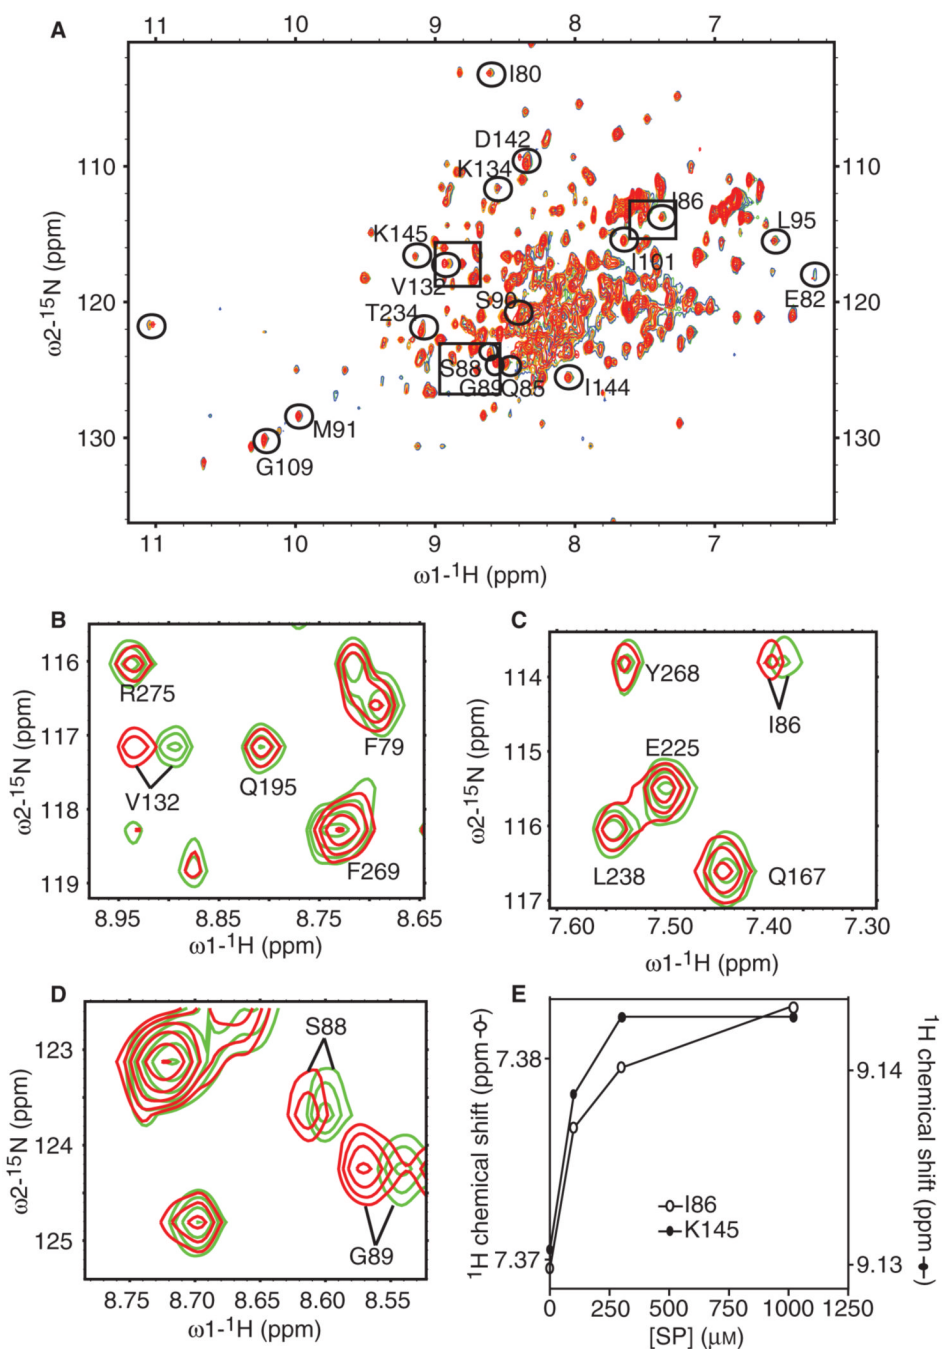 A
11 10 9 8 7
I80
D142
110 110
K134
I86
K145
L95
I101
V132
S90
E82
120 120
T234
S88
G89
Q85
I144
M91
130 130
G109
ω2-¹⁵N (ppm)
11 10 9 8 7
ω1-¹H (ppm)
B
116
R275
F79
117
V132
Q195
118
F269
119
ω2-¹⁵N (ppm)
8.95 8.85 8.75 8.65
ω1-¹H (ppm)
C
114
Y268
I86
115
E225
116
L238
Q167
117
ω2-¹⁵N (ppm)
7.60 7.50 7.40 7.30
ω1-¹H (ppm)
D
S88
123
124
G89
125
ω2-¹⁵N (ppm)
8.75 8.70 8.65 8.60 8.55
ω1-¹H (ppm)
E
¹H chemical shift (ppm -o-)
7.38
7.37
9.14
9.13
¹H chemical shift (ppm -●-)
I86
K145
0 250 500 750 1000 1250
[SP] (μM)